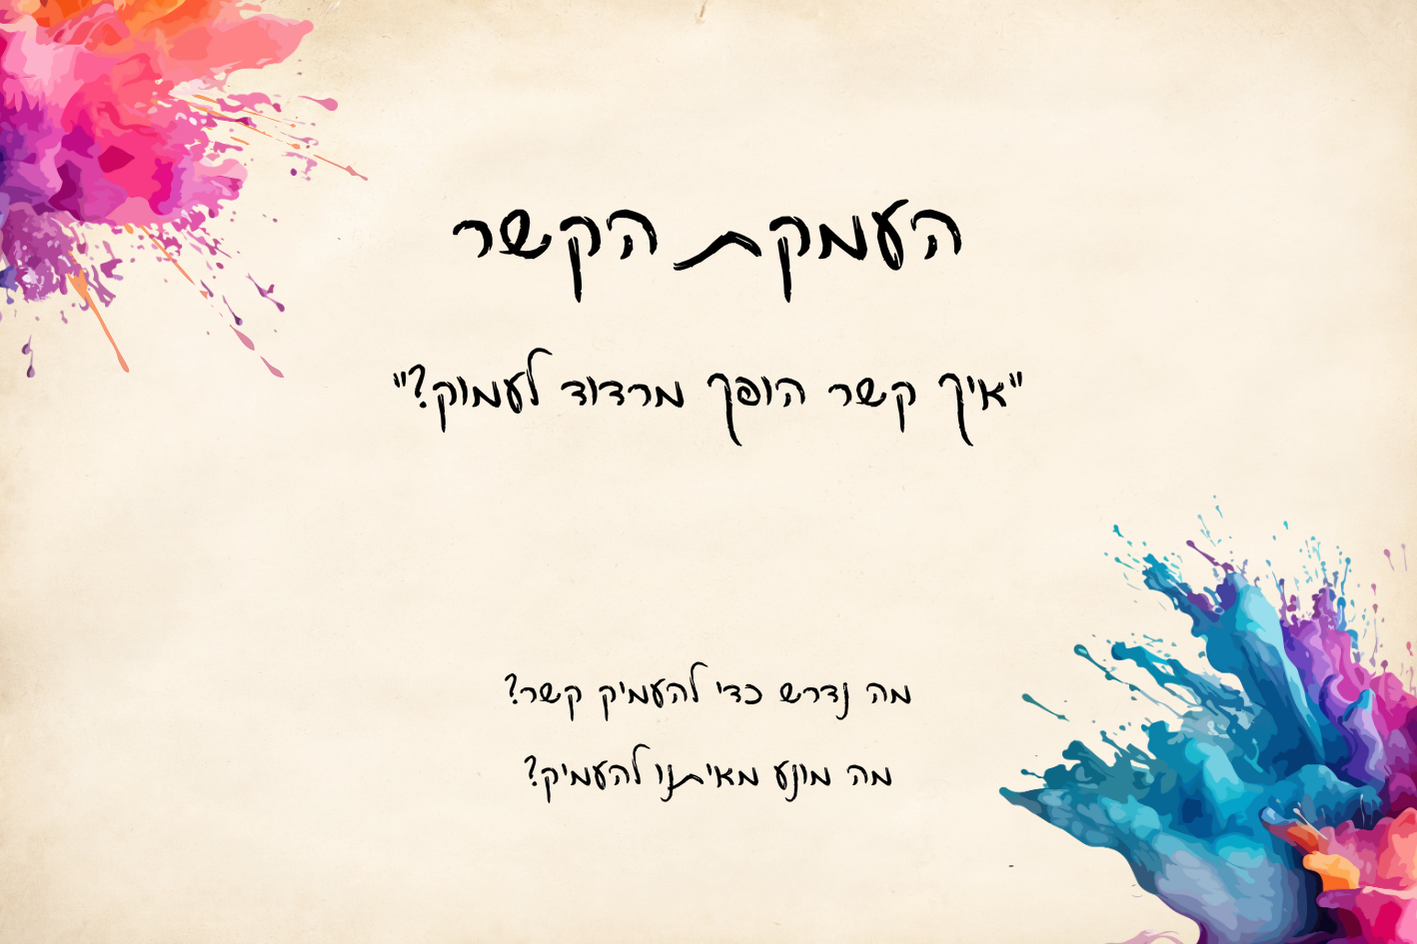 העמקת הקשר
"איך קשר הופך מרדוד לעמוק?"
מה נדרש כדי להעמיק קשר?
מה מונע מאיתנו להעמיק?